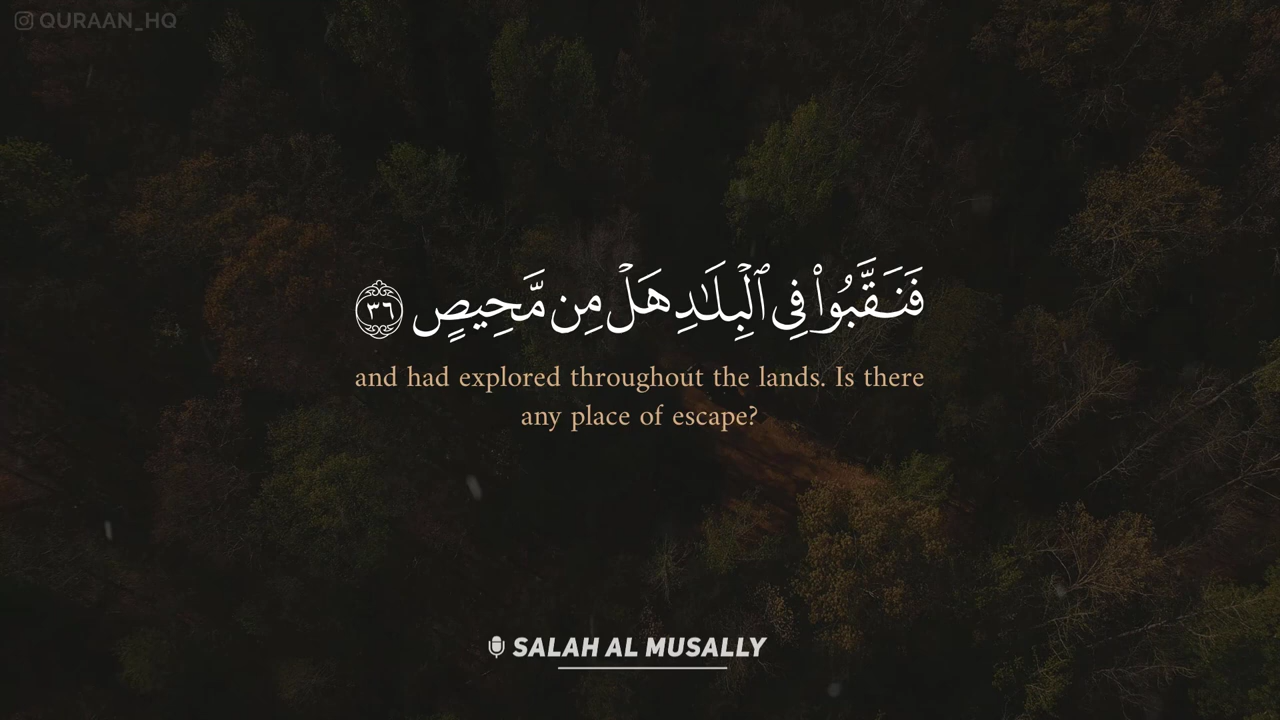 QURAAN_HQ
فَنَقَّبُوا۟ فِى ٱلْبِلَـٰدِ هَلْ مِن مَّحِيصٍ ٣٦
and had explored throughout the lands. Is there
any place of escape?
SALAH AL MUSALLY